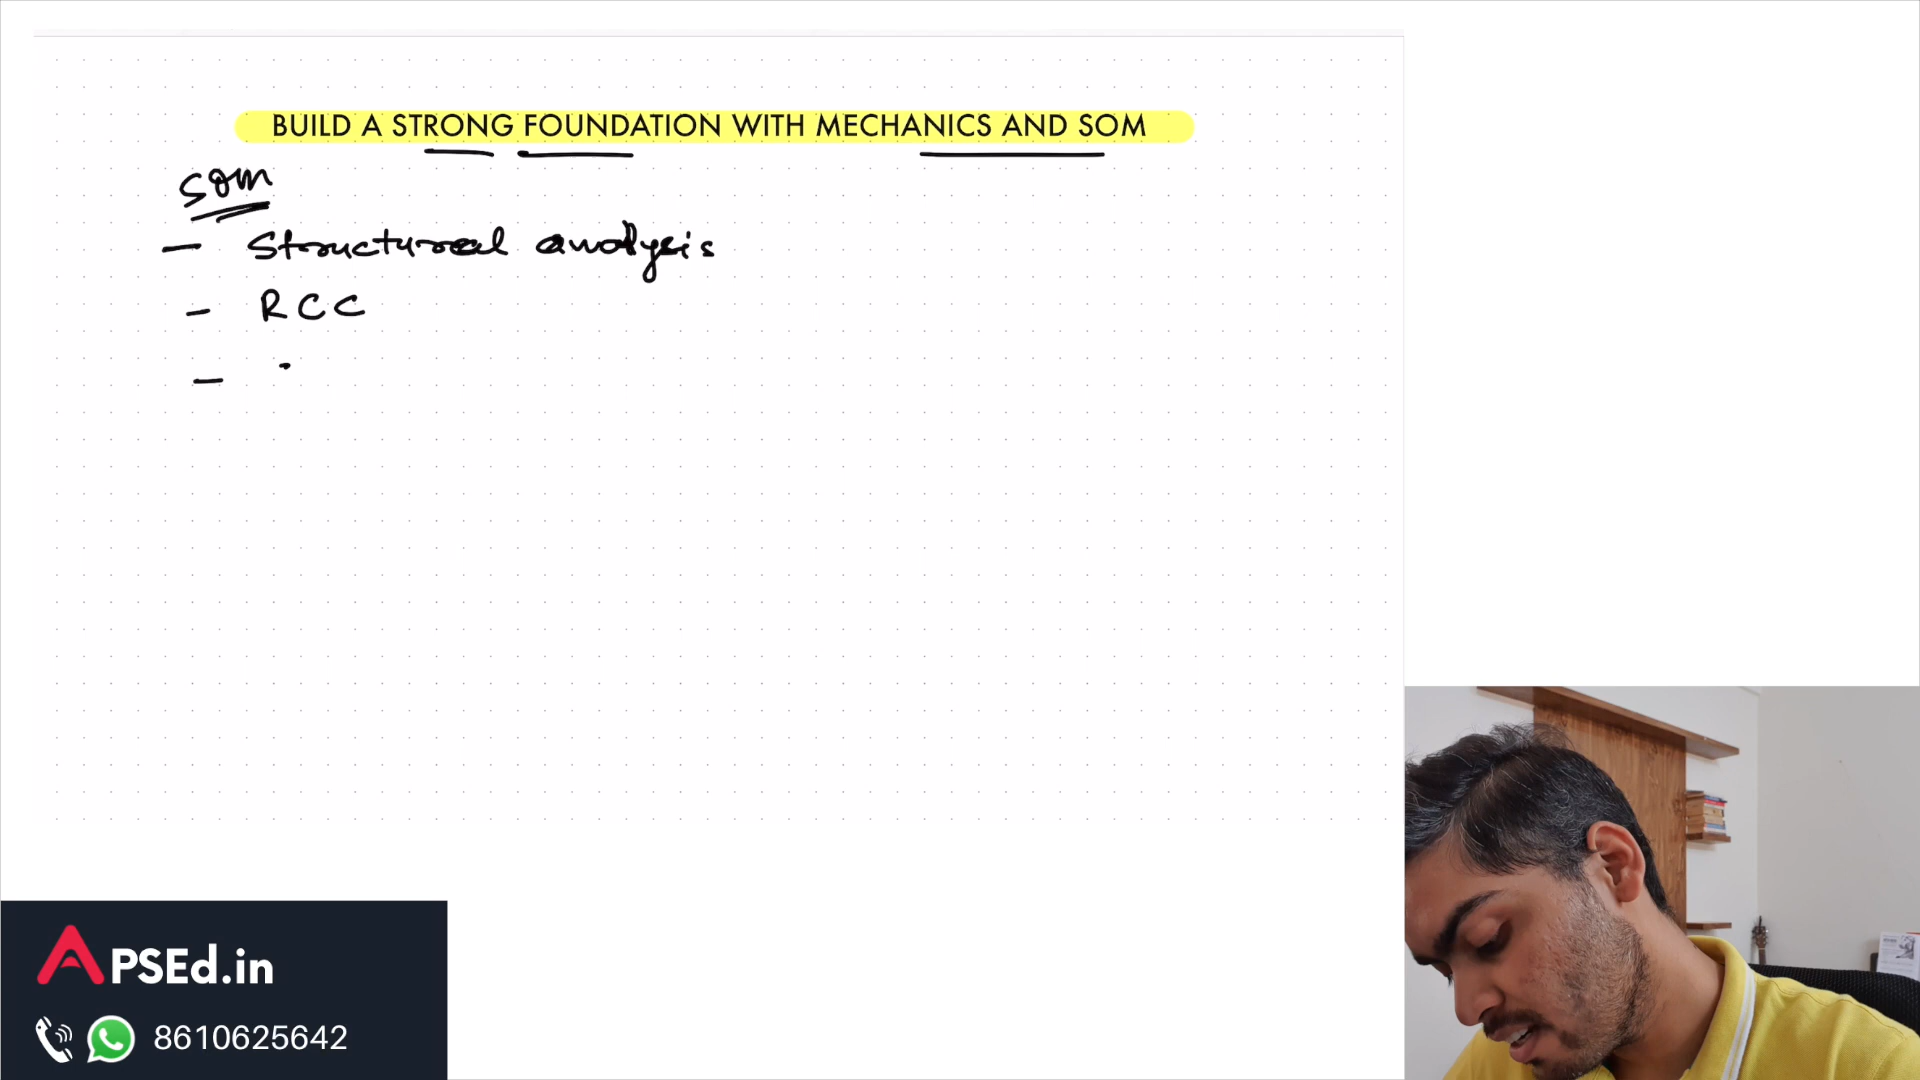 BUILD A STRONG FOUNDATION WITH MECHANICS AND SOM
SOM
- Structural analysis
- RCC
-
APSEd.in
8610625642